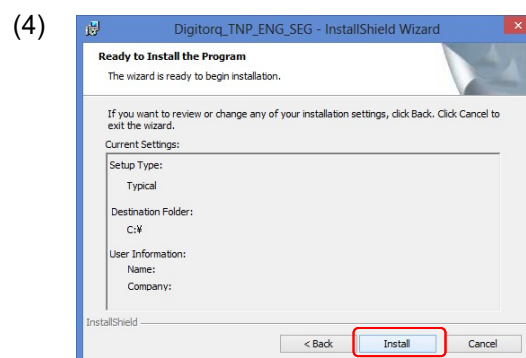 (4)
Digitorq_TNP_ENG_SEG - InstallShield Wizard
Ready to Install the Program
The wizard is ready to begin installation.
If you want to review or change any of your installation settings, click Back. Click Cancel to
exit the wizard.
Current Settings:
Setup Type:
Typical
Destination Folder:
C:¥
User Information:
Name:
Company:
InstallShield
< Back Install Cancel